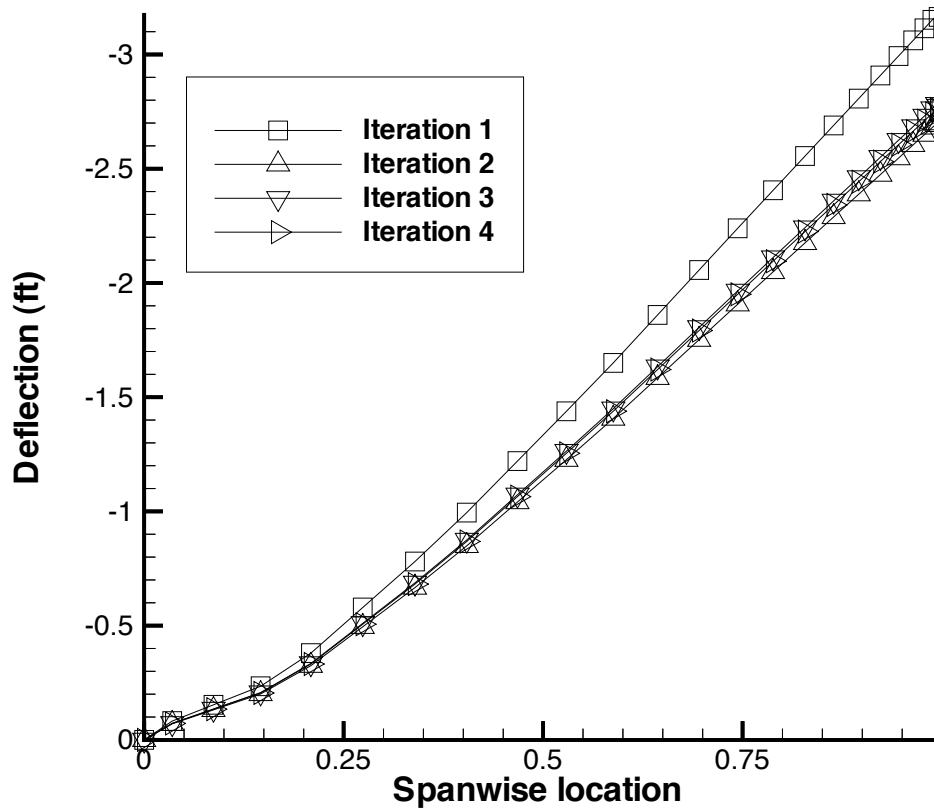 -3
-2.5
-2
-1.5
-1
-0.5
0
Deflection (ft)
Iteration 1
Iteration 2
Iteration 3
Iteration 4
0
0.25
0.5
0.75
Spanwise location